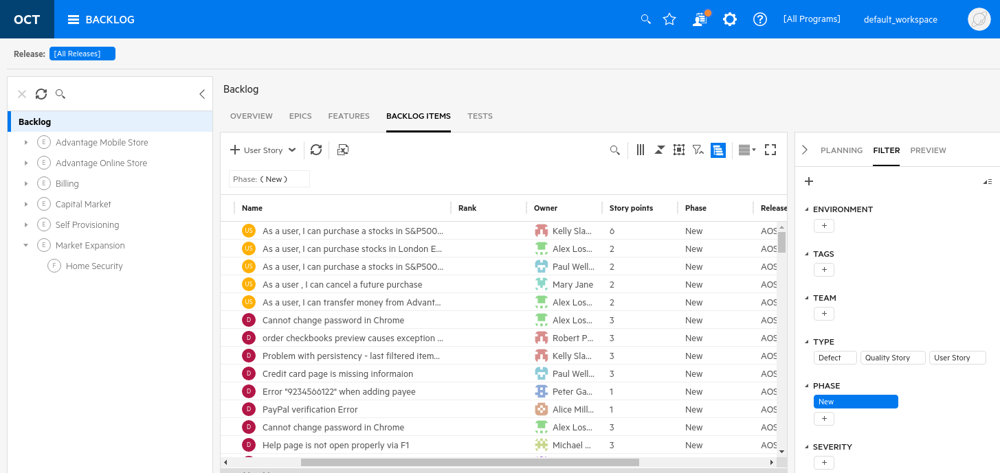 OCT
BACKLOG
[All Programs]
default_workspace
Release: [All Releases]
Backlog
E Advantage Mobile Store
E Advantage Online Store
E Billing
E Capital Market
E Self Provisioning
E Market Expansion
F Home Security
Backlog
OVERVIEW EPICS FEATURES BACKLOG ITEMS TESTS
User Story
Phase: ( New )
Name Rank Owner Story points Phase Release
US As a user, I can purchase a stocks in S&P500... Kelly Sla... 6 New AOS
US As a user, I can purchase stocks in London E... Alex Los... 2 New AOS
US As a user, I can purchase a stocks in S&P500... Paul Well... 2 New AOS
US As a user , I can cancel a future purchase Mary Jane 2 New AOS
US As a user, I can transfer money from Advant... Alex Los... 2 New AOS
D Cannot change password in Chrome Alex Los... 3 New AOS
D order checkbooks preview causes exception ... Robert P... 3 New AOS
D Problem with persistency - last filtered item... Kelly Sla... 3 New AOS
D Credit card page is missing informaion Paul Well... 3 New AOS
D Error "9234566122" when adding payee Peter Ga... 1 New AOS
D PayPal verification Error Alice Mill... 1 New AOS
D Cannot change password in Chrome Alex Los... 3 New AOS
D Help page is not open properly via F1 Michael ... 3 New AOS
PLANNING FILTER PREVIEW
ENVIRONMENT
TAGS
TEAM
TYPE
Defect Quality Story User Story
PHASE
New
SEVERITY